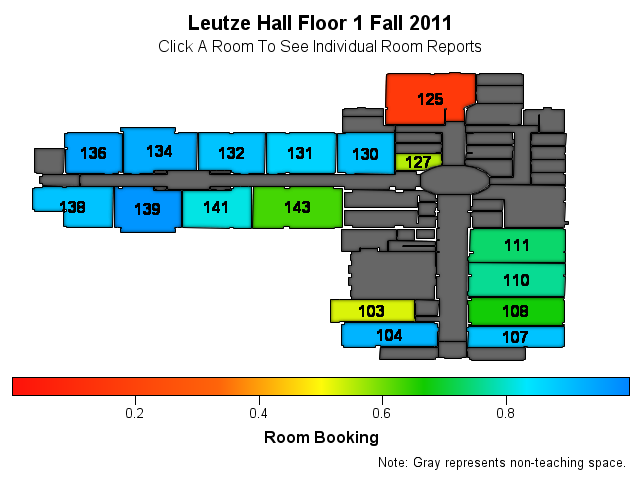 Leutze Hall Floor 1 Fall 2011
Click A Room To See Individual Room Reports
125
136 134 132 131 130 127
138 139 141 143
111
110
103 108
104 107
0.2 0.4 0.6 0.8
Room Booking
Note: Gray represents non-teaching space.